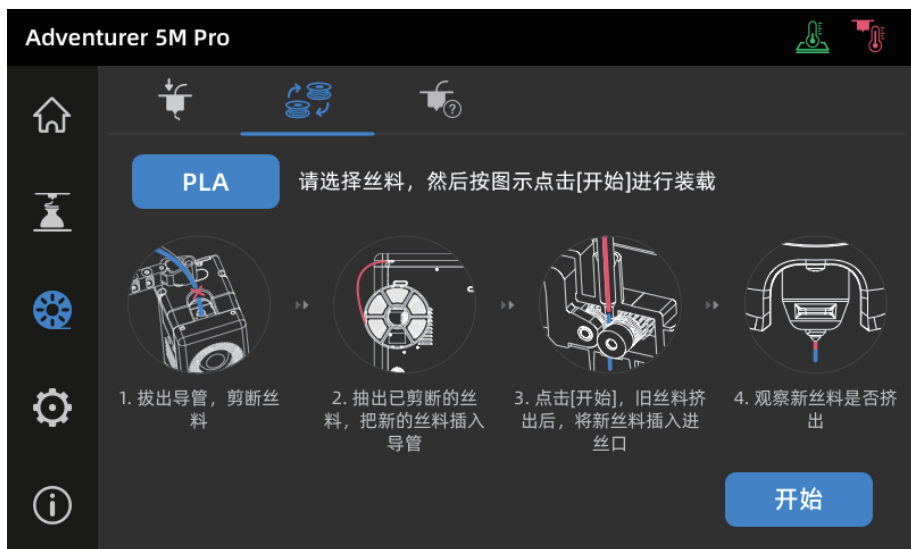 Adventurer 5M Pro
PLA
请选择丝料，然后按图示点击[开始]进行装载
1. 拔出导管，剪断丝
料
2. 抽出已剪断的丝
料，把新的丝料插入
导管
3. 点击[开始]，旧丝料挤
出后，将新丝料插入进
丝口
4. 观察新丝料是否挤
出
开始